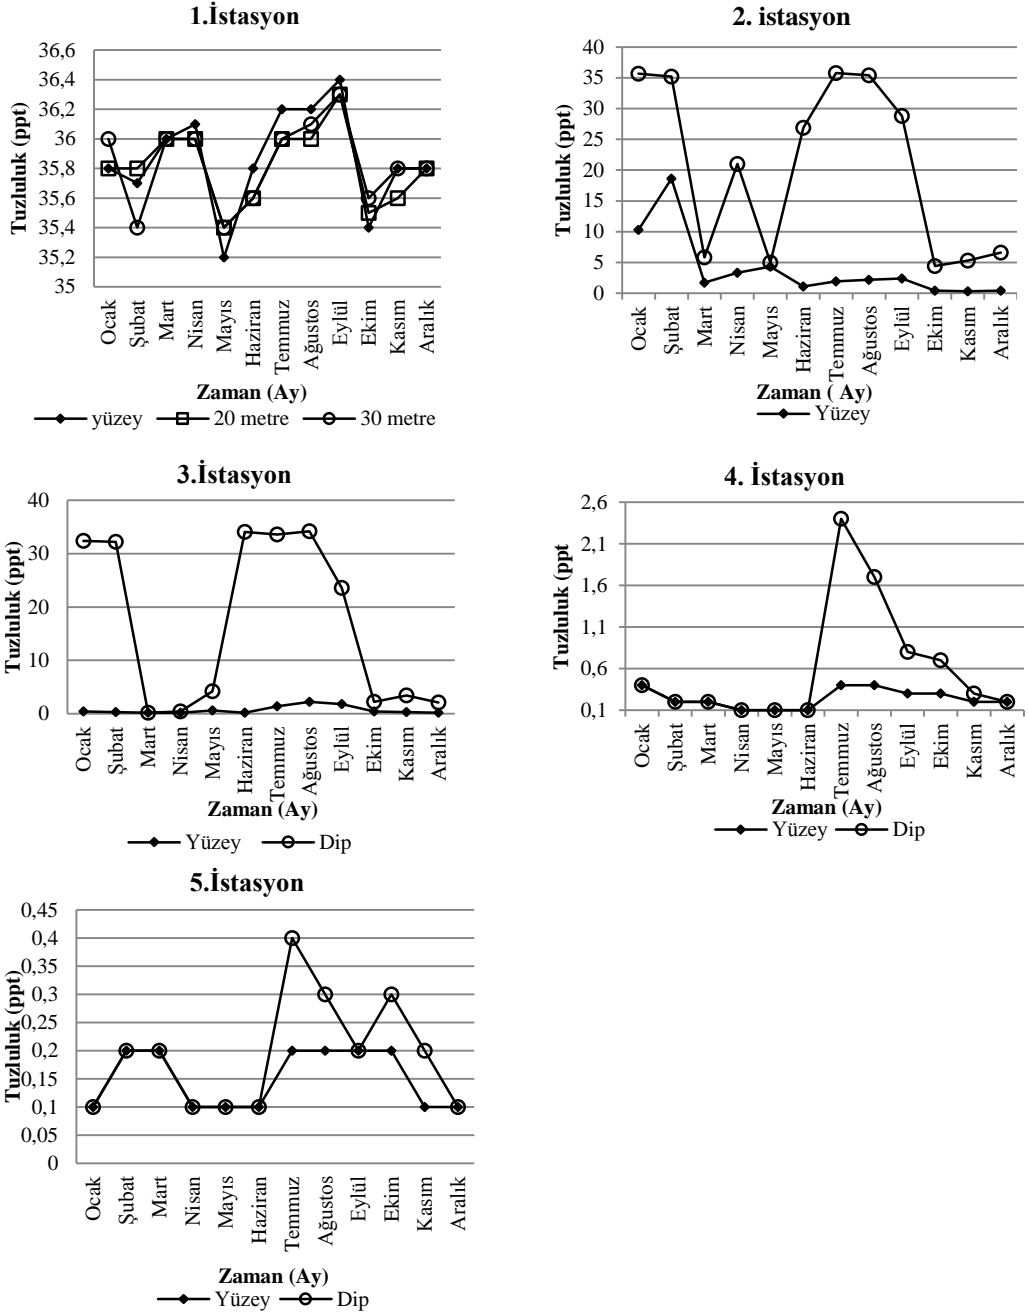 1.İstasyon
36,6
36,4
36,2
36
35,8
35,6
35,4
35,2
35
Tuzluluk (ppt)
Ocak
Şubat
Mart
Nisan
Mayıs
Haziran
Temmuz
Ağustos
Eylül
Ekim
Kasım
Aralık
Zaman (Ay)
yüzey 20 metre 30 metre
2. istasyon
40
35
30
25
20
15
10
5
0
Tuzluluk (ppt)
Ocak
Şubat
Mart
Nisan
Mayıs
Haziran
Temmuz
Ağustos
Eylül
Ekim
Kasım
Aralık
Zaman ( Ay)
Yüzey
3.İstasyon
40
30
20
10
0
Tuzluluk (ppt)
Ocak
Şubat
Mart
Nisan
Mayıs
Haziran
Temmuz
Ağustos
Eylül
Ekim
Kasım
Aralık
Zaman (Ay)
Yüzey Dip
4. İstasyon
2,6
2,1
1,6
1,1
0,6
0,1
Tuzluluk (ppt
Ocak
Şubat
Mart
Nisan
Mayıs
Haziran
Temmuz
Ağustos
Eylül
Ekim
Kasım
Aralık
Zaman (Ay)
Yüzey Dip
5.İstasyon
0,45
0,4
0,35
0,3
0,25
0,2
0,15
0,1
0,05
0
Tuzluluk (ppt)
Ocak
Şubat
Mart
Nisan
Mayıs
Haziran
Temmuz
Ağustos
Eylül
Ekim
Kasım
Aralık
Zaman (Ay)
Yüzey Dip